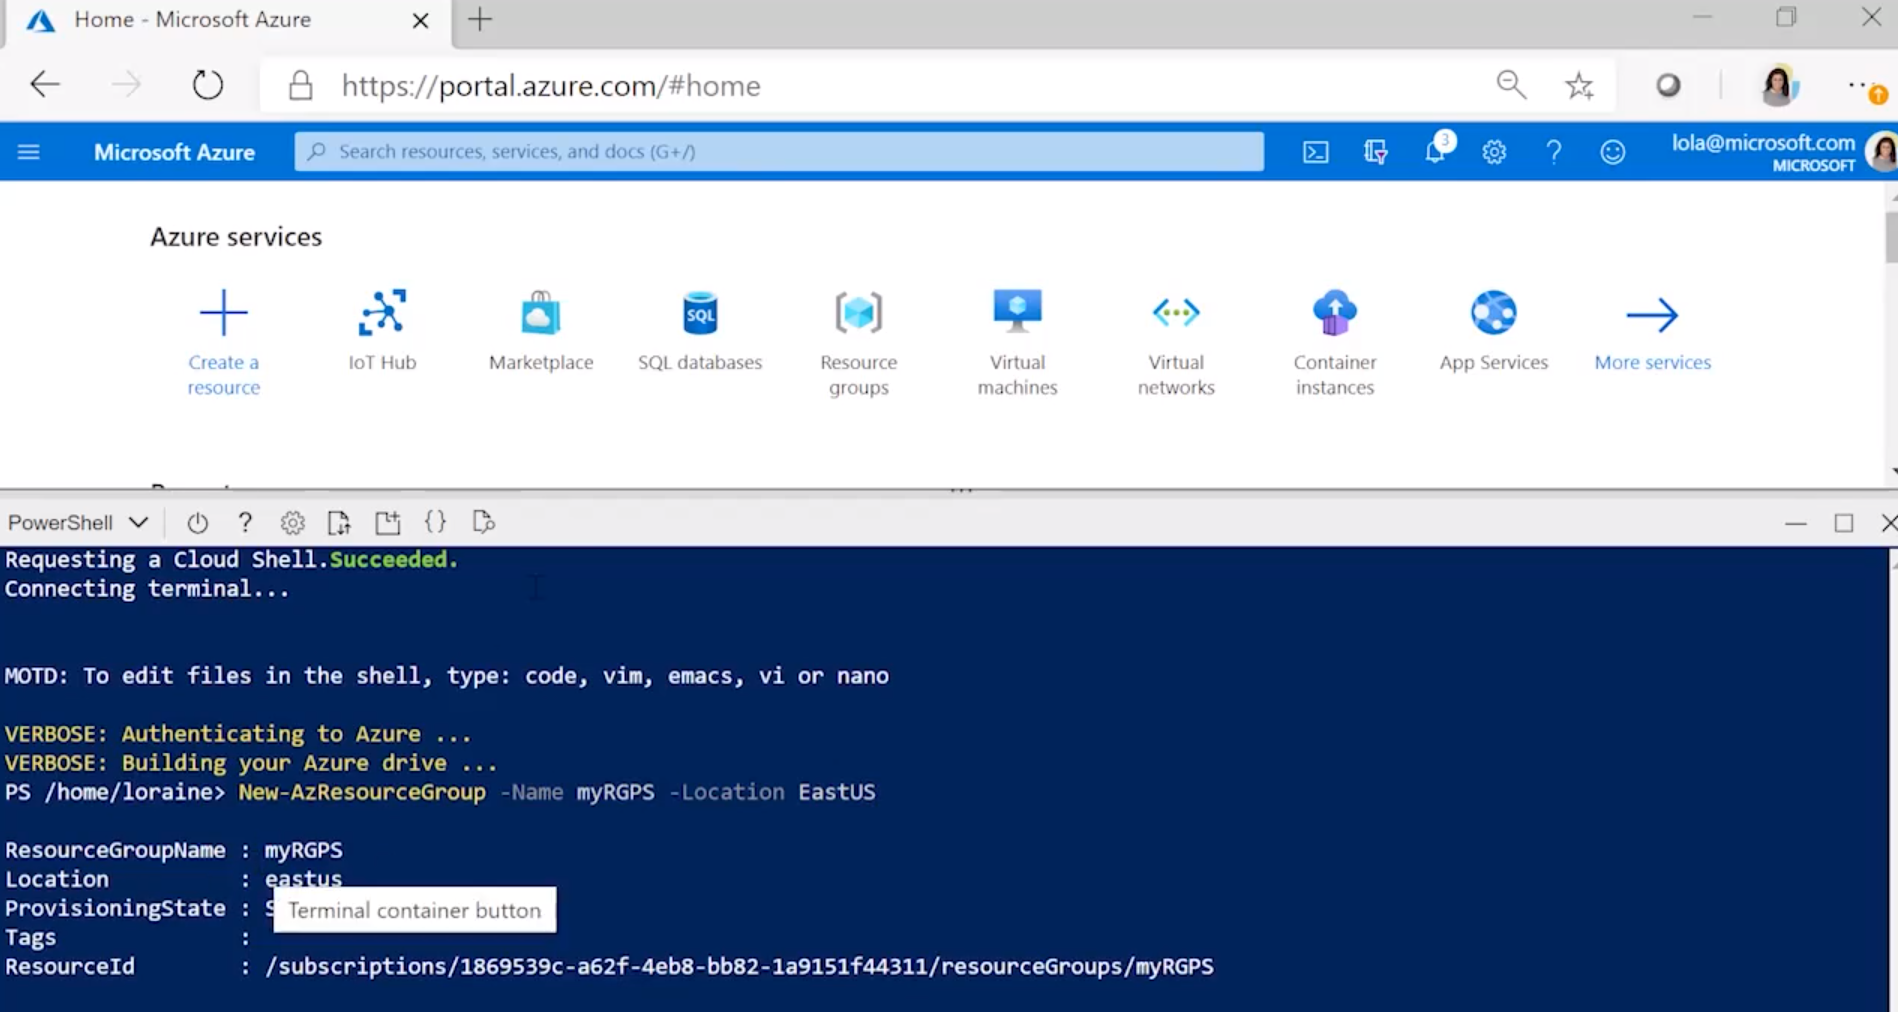 Home - Microsoft Azure
https://portal.azure.com/#home
Microsoft Azure
Search resources, services, and docs (G+/)
3
lola@microsoft.com
MICROSOFT
Azure services
Create a resource
IoT Hub
Marketplace
SQL
SQL databases
Resource groups
Virtual machines
Virtual networks
Container instances
App Services
More services
PowerShell
Requesting a Cloud Shell.Succeeded.
Connecting terminal...
MOTD: To edit files in the shell, type: code, vim, emacs, vi or nano
VERBOSE: Authenticating to Azure ...
VERBOSE: Building your Azure drive ...
PS /home/loraine> New-AzResourceGroup -Name myRGPS -Location EastUS
ResourceGroupName : myRGPS
Location : eastus
ProvisioningState : S
Terminal container button
Tags :
ResourceId : /subscriptions/1869539c-a62f-4eb8-bb82-1a9151f44311/resourceGroups/myRGPS